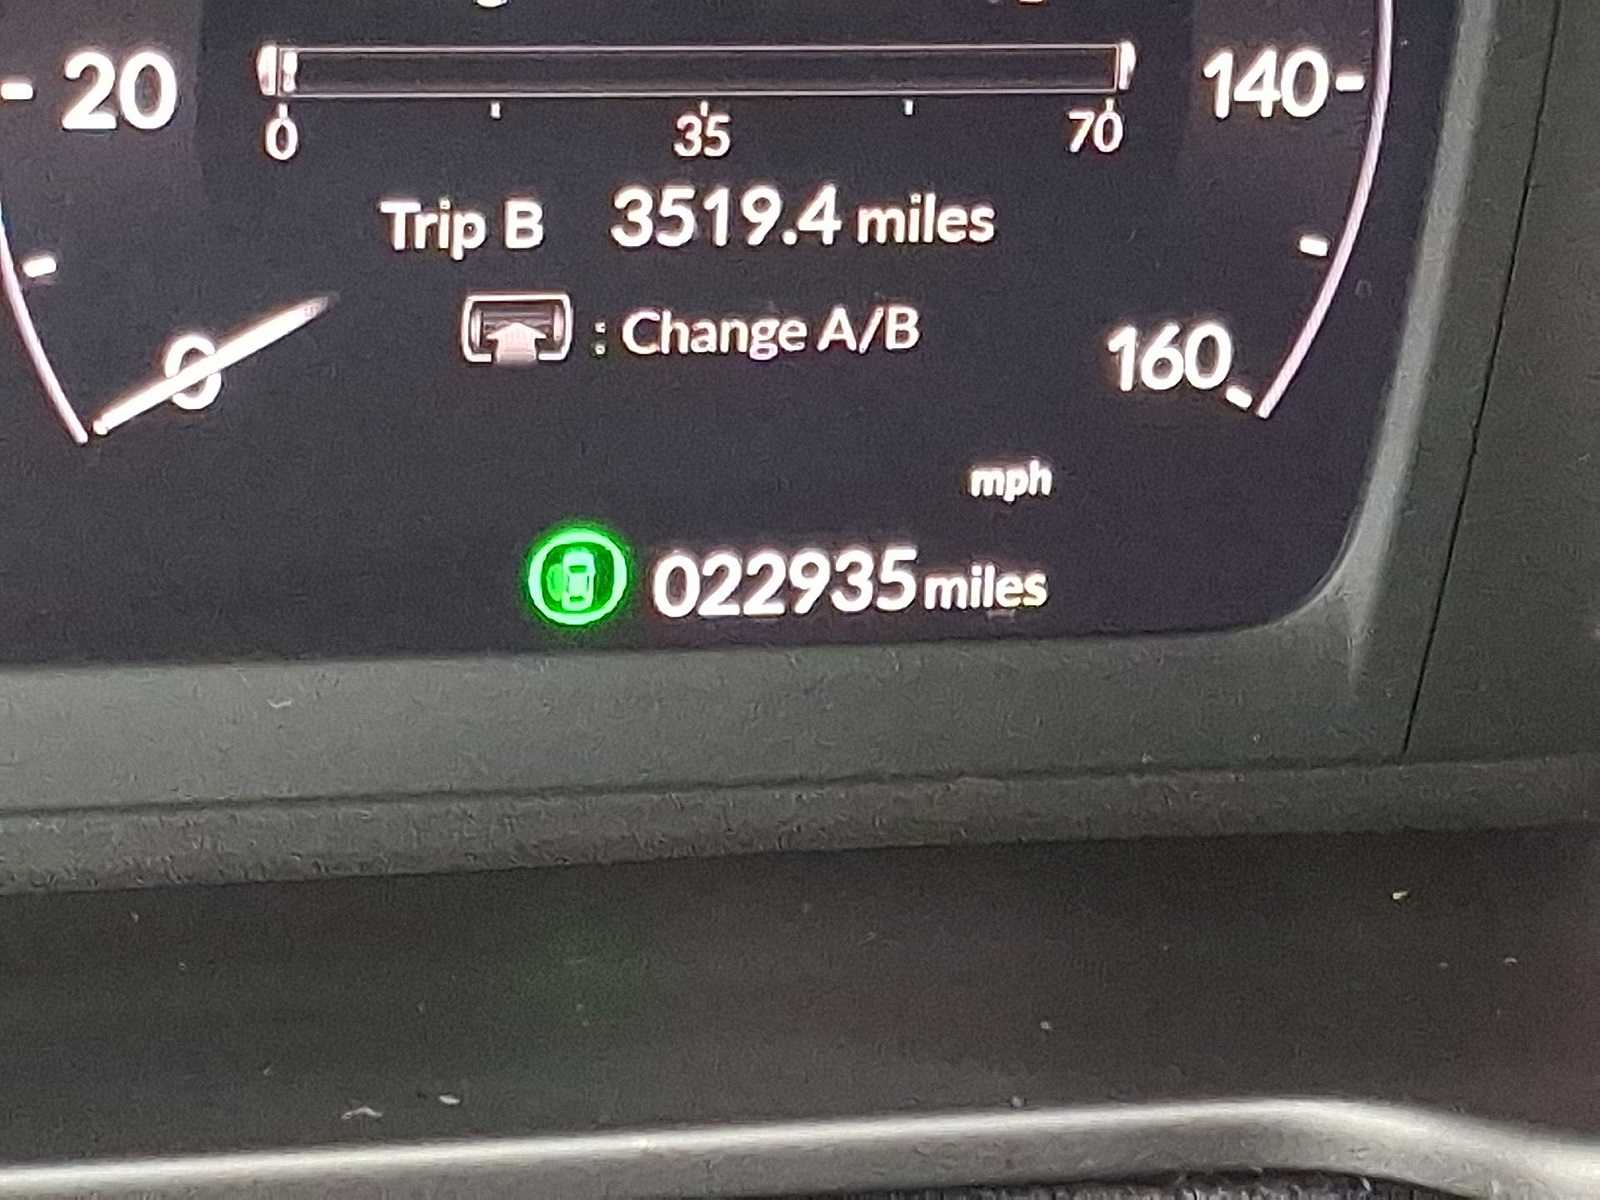 20
140
0 35 70
Trip B 3519.4 miles
: Change A/B
0
160
mph
022935 miles